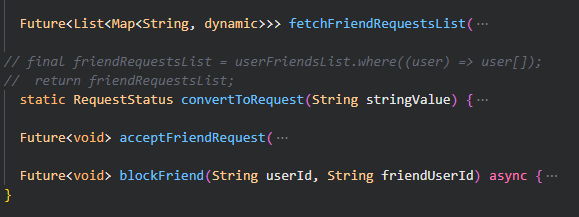 Future<List<Map<String, dynamic>>> fetchFriendRequestsList(⋯
// final friendRequestsList = userFriendsList.where((user) => user[]);
//  return friendRequestsList;
static RequestStatus convertToRequest(String stringValue) {⋯
Future<void> acceptFriendRequest(⋯
Future<void> blockFriend(String userId, String friendUserId) async {⋯
}